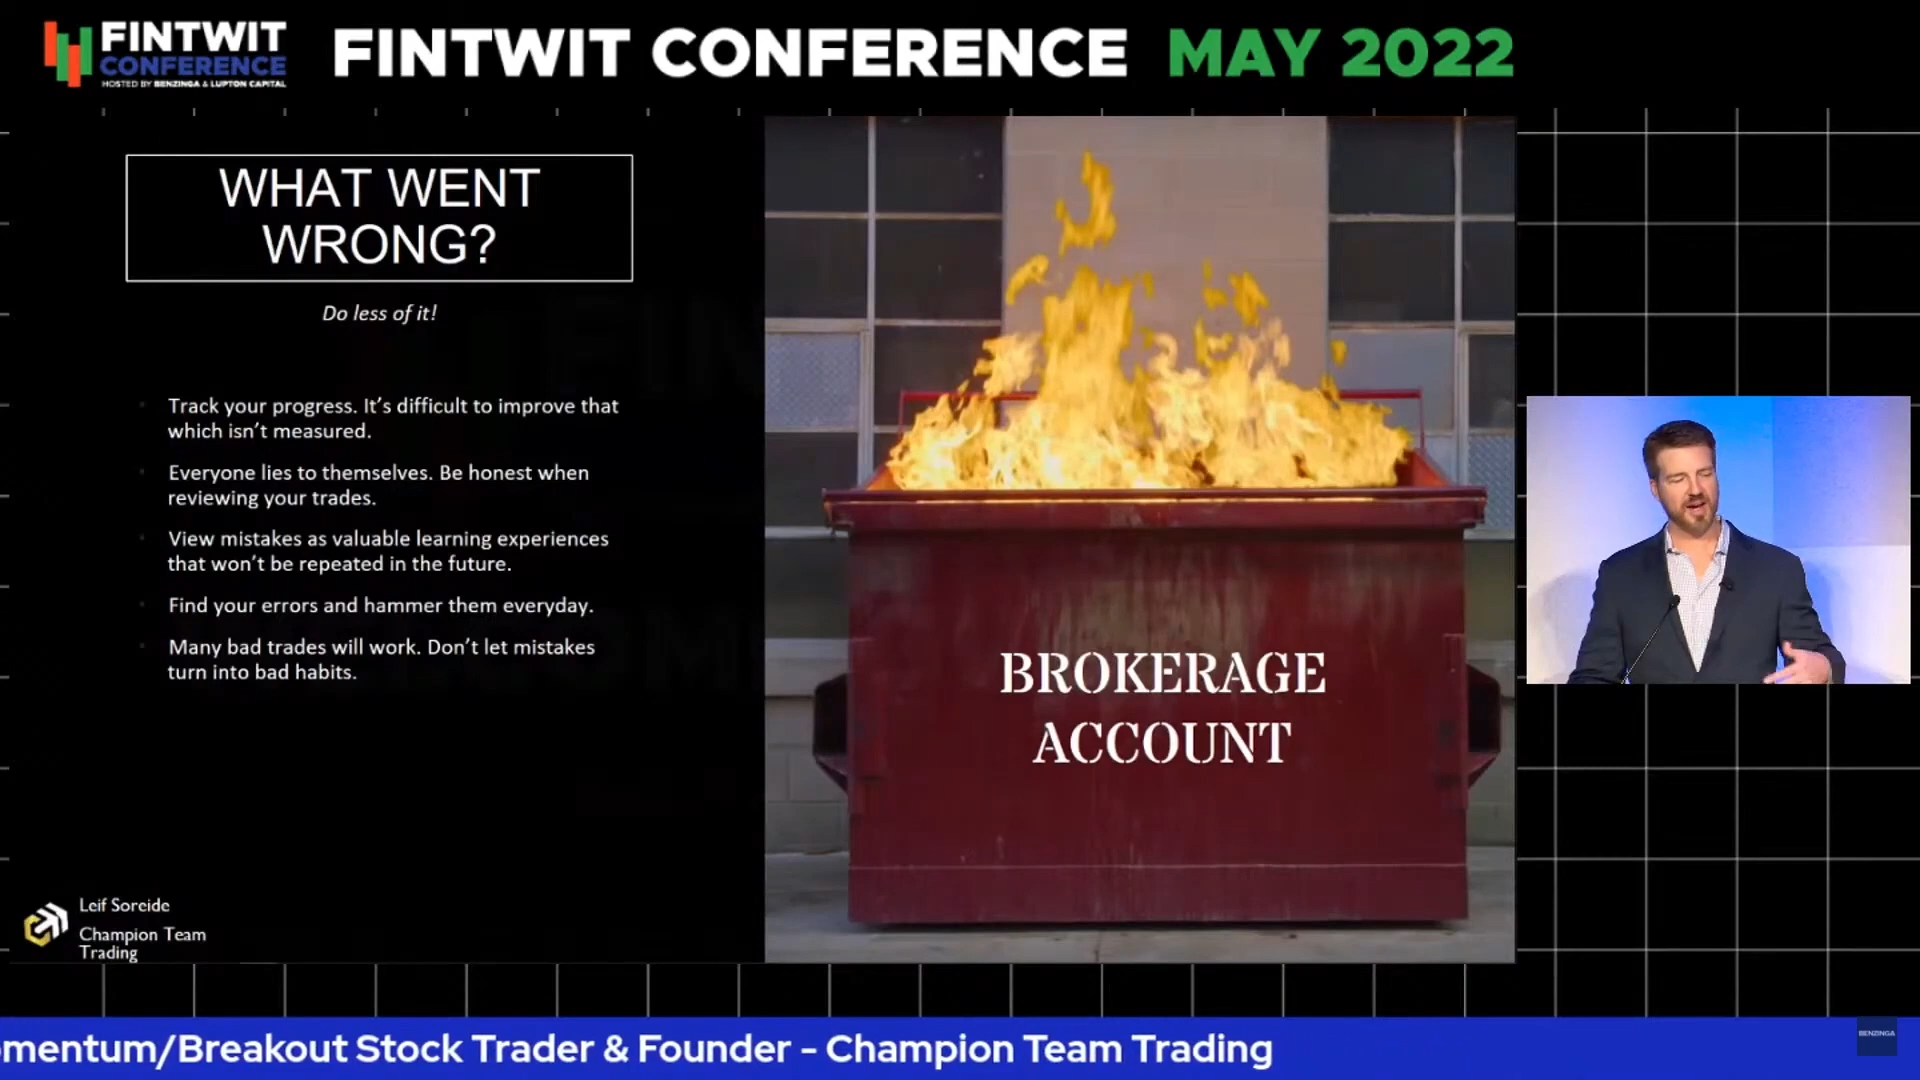 FINTWIT
CONFERENCE
HOSTED BY BENZINGA & LUPTON CAPITAL
FINTWIT CONFERENCE MAY 2022
WHAT WENT
WRONG?
Do less of it!
Track your progress. It's difficult to improve that
which isn't measured.
Everyone lies to themselves. Be honest when
reviewing your trades.
View mistakes as valuable learning experiences
that won't be repeated in the future.
Find your errors and hammer them everyday.
Many bad trades will work. Don't let mistakes
turn into bad habits.
BROKERAGE
ACCOUNT
Leif Soreide
Champion Team
Trading
omentum/Breakout Stock Trader & Founder - Champion Team Trading
BENZINGA